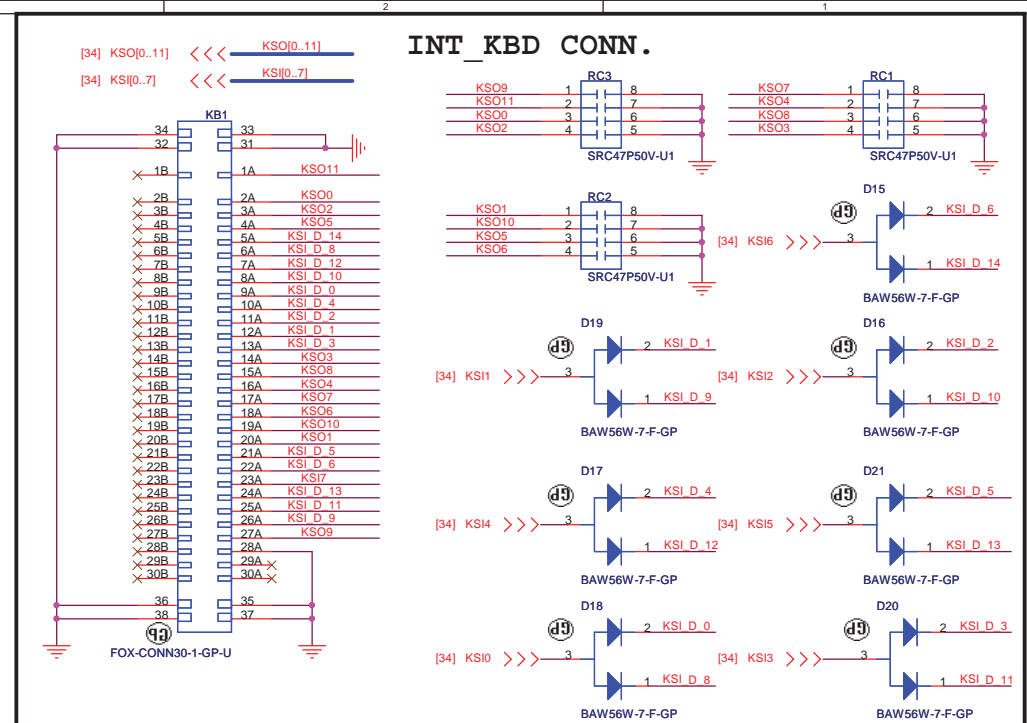 2
1
INT_KBD CONN.
[34] KSO[0..11]
KSO[0..11]
[34] KSI[0..7]
KSI[0..7]
KB1
34 33
32 31
1B 1A KSO11
2B 2A KSO0
3B 3A KSO2
4B 4A KSO5
5B 5A KSI_D_14
6B 6A KSI_D_8
7B 7A KSI_D_12
8B 8A KSI_D_10
9B 9A KSI_D_0
10B 10A KSI_D_4
11B 11A KSI_D_2
12B 12A KSI_D_1
13B 13A KSI_D_3
14B 14A KSO3
15B 15A KSO8
16B 16A KSO4
17B 17A KSO7
18B 18A KSO6
19B 19A KSO10
20B 20A KSO1
21B 21A KSI_D_5
22B 22A KSI_D_6
23B 23A KSI7
24B 24A KSI_D_13
25B 25A KSI_D_11
26B 26A KSI_D_9
27B 27A KSO9
28B 28A
29B 29A
30B 30A
36 35
38 37
GP
FOX-CONN30-1-GP-U
RC3
KSO9 1 8
KSO11 2 7
KSO0 3 6
KSO2 4 5
SRC47P50V-U1
RC1
KSO7 1 8
KSO4 2 7
KSO8 3 6
KSO3 4 5
SRC47P50V-U1
RC2
KSO1 1 8
KSO10 2 7
KSO5 3 6
KSO6 4 5
SRC47P50V-U1
D15
GP
2 KSI_D_6
[34] KSI6 3
1 KSI_D_14
BAW56W-7-F-GP
D19
GP
2 KSI_D_1
[34] KSI1 3
1 KSI_D_9
BAW56W-7-F-GP
D16
GP
2 KSI_D_2
[34] KSI2 3
1 KSI_D_10
BAW56W-7-F-GP
D17
GP
2 KSI_D_4
[34] KSI4 3
1 KSI_D_12
BAW56W-7-F-GP
D21
GP
2 KSI_D_5
[34] KSI5 3
1 KSI_D_13
BAW56W-7-F-GP
D18
GP
2 KSI_D_0
[34] KSI0 3
1 KSI_D_8
BAW56W-7-F-GP
D20
GP
2 KSI_D_3
[34] KSI3 3
1 KSI_D_11
BAW56W-7-F-GP